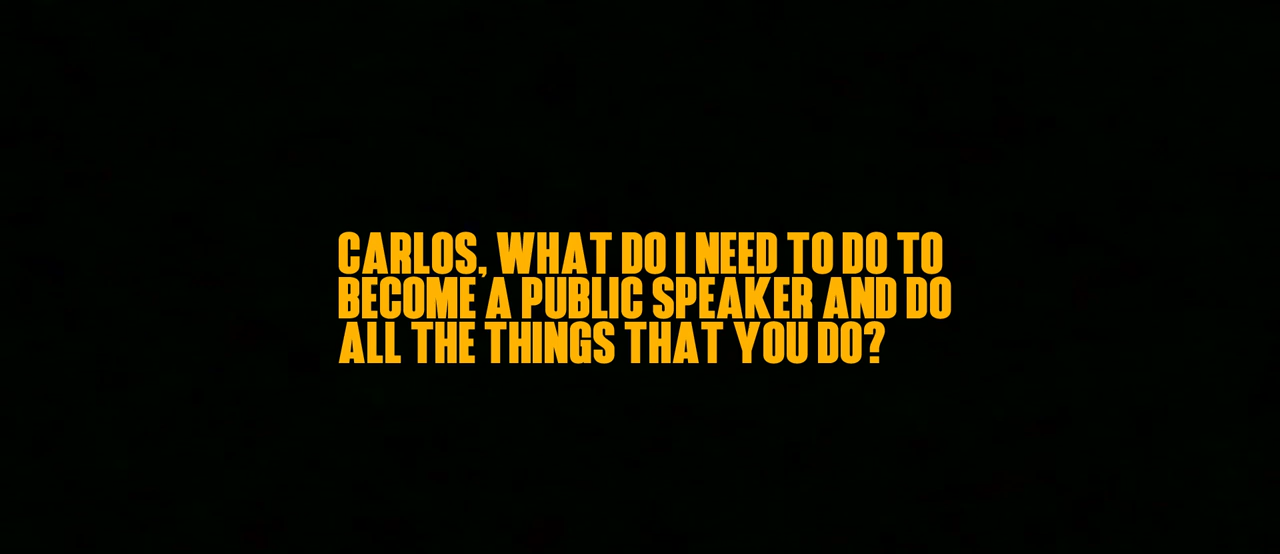 CARLOS, WHAT DO I NEED TO DO TO
BECOME A PUBLIC SPEAKER AND DO
ALL THE THINGS THAT YOU DO?